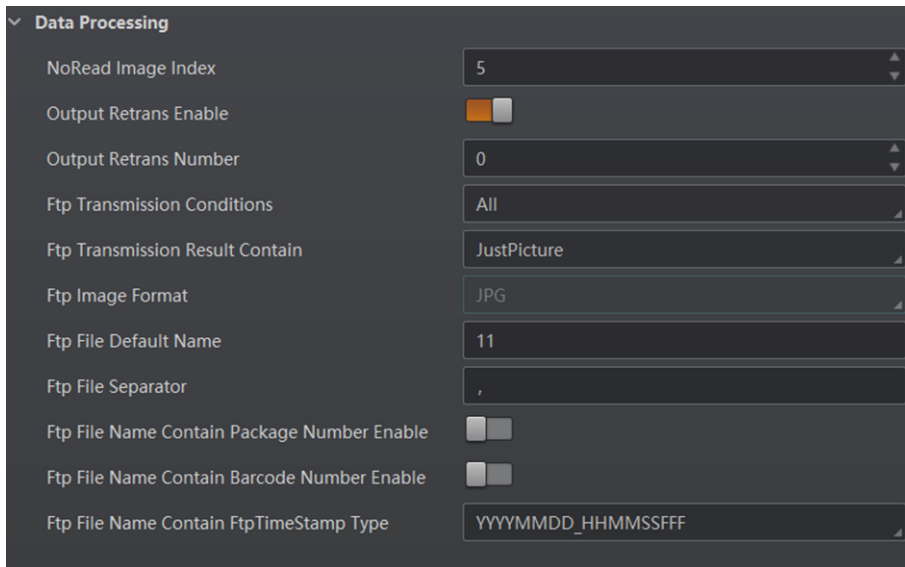 Data Processing
NoRead Image Index 5
Output Retrans Enable
Output Retrans Number 0
Ftp Transmission Conditions All
Ftp Transmission Result Contain JustPicture
Ftp Image Format JPG
Ftp File Default Name 11
Ftp File Separator ,
Ftp File Name Contain Package Number Enable
Ftp File Name Contain Barcode Number Enable
Ftp File Name Contain FtpTimeStamp Type YYYYMMDD_HHMMSSFFF